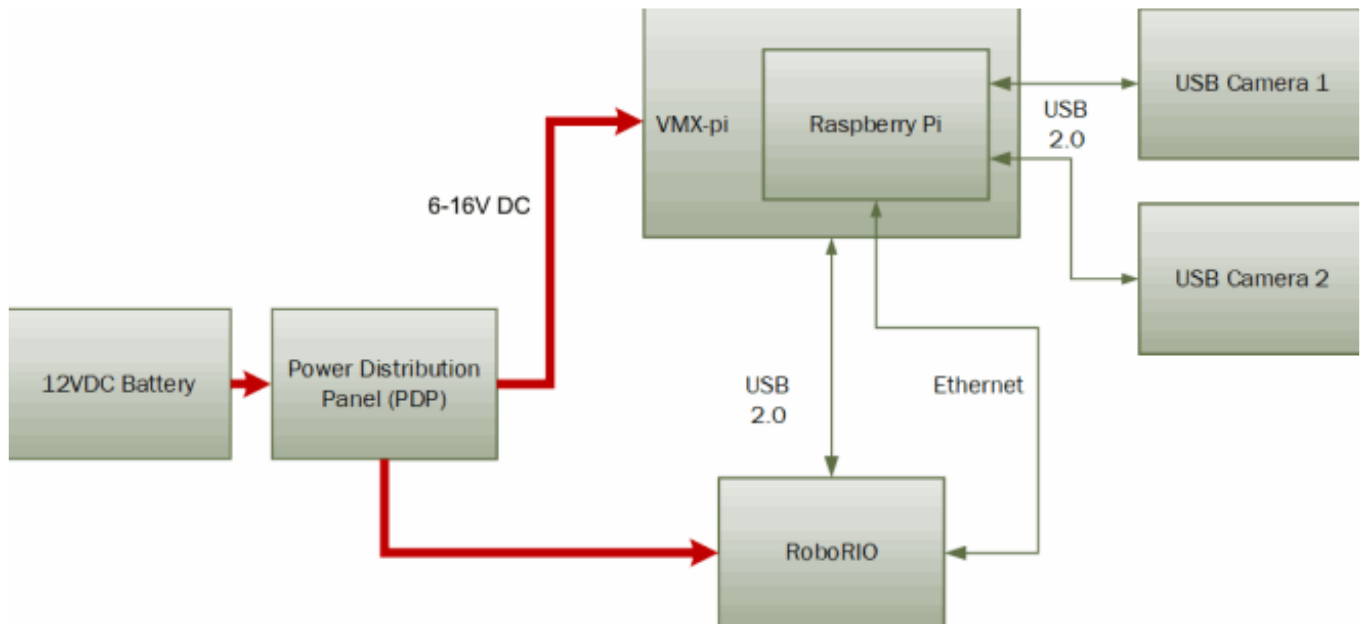 VMX-pi
Raspberry Pi
USB
2.0
USB Camera 1
USB Camera 2
6-16V DC
12VDC Battery
Power Distribution
Panel (PDP)
USB
2.0
Ethernet
RoboRIO